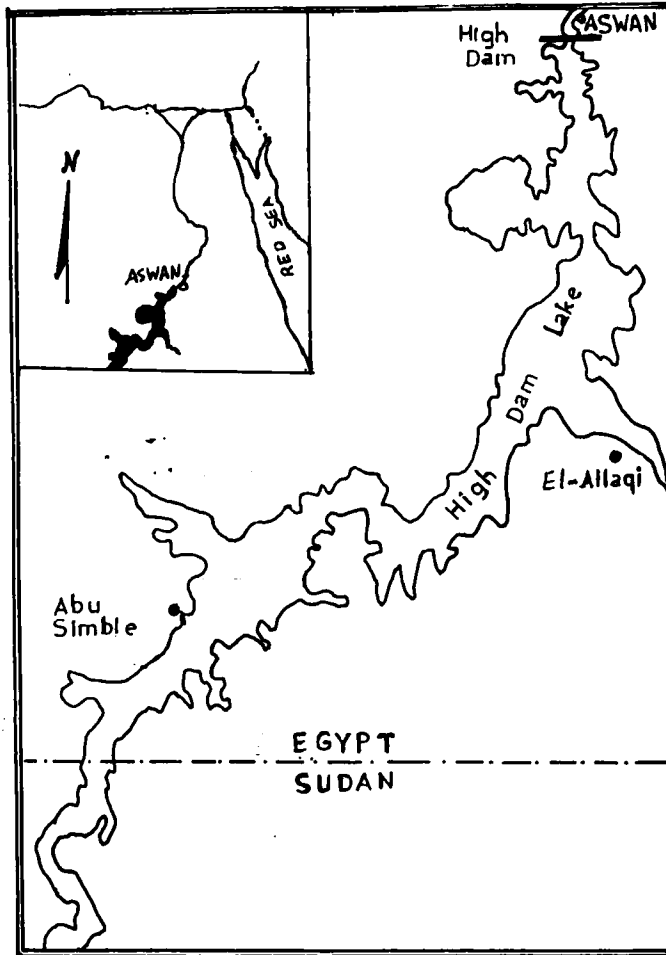 High
Dam
ASWAN
N
ASWAN
RED SEA
High Dam Lake
El-Allaqi
Abu
Simble
EGYPT
SUDAN